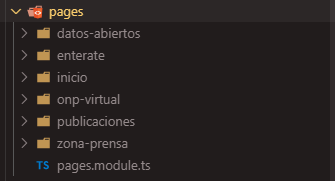 pages
datos-abiertos
enterate
inicio
onp-virtual
publicaciones
zona-prensa
TS pages.module.ts